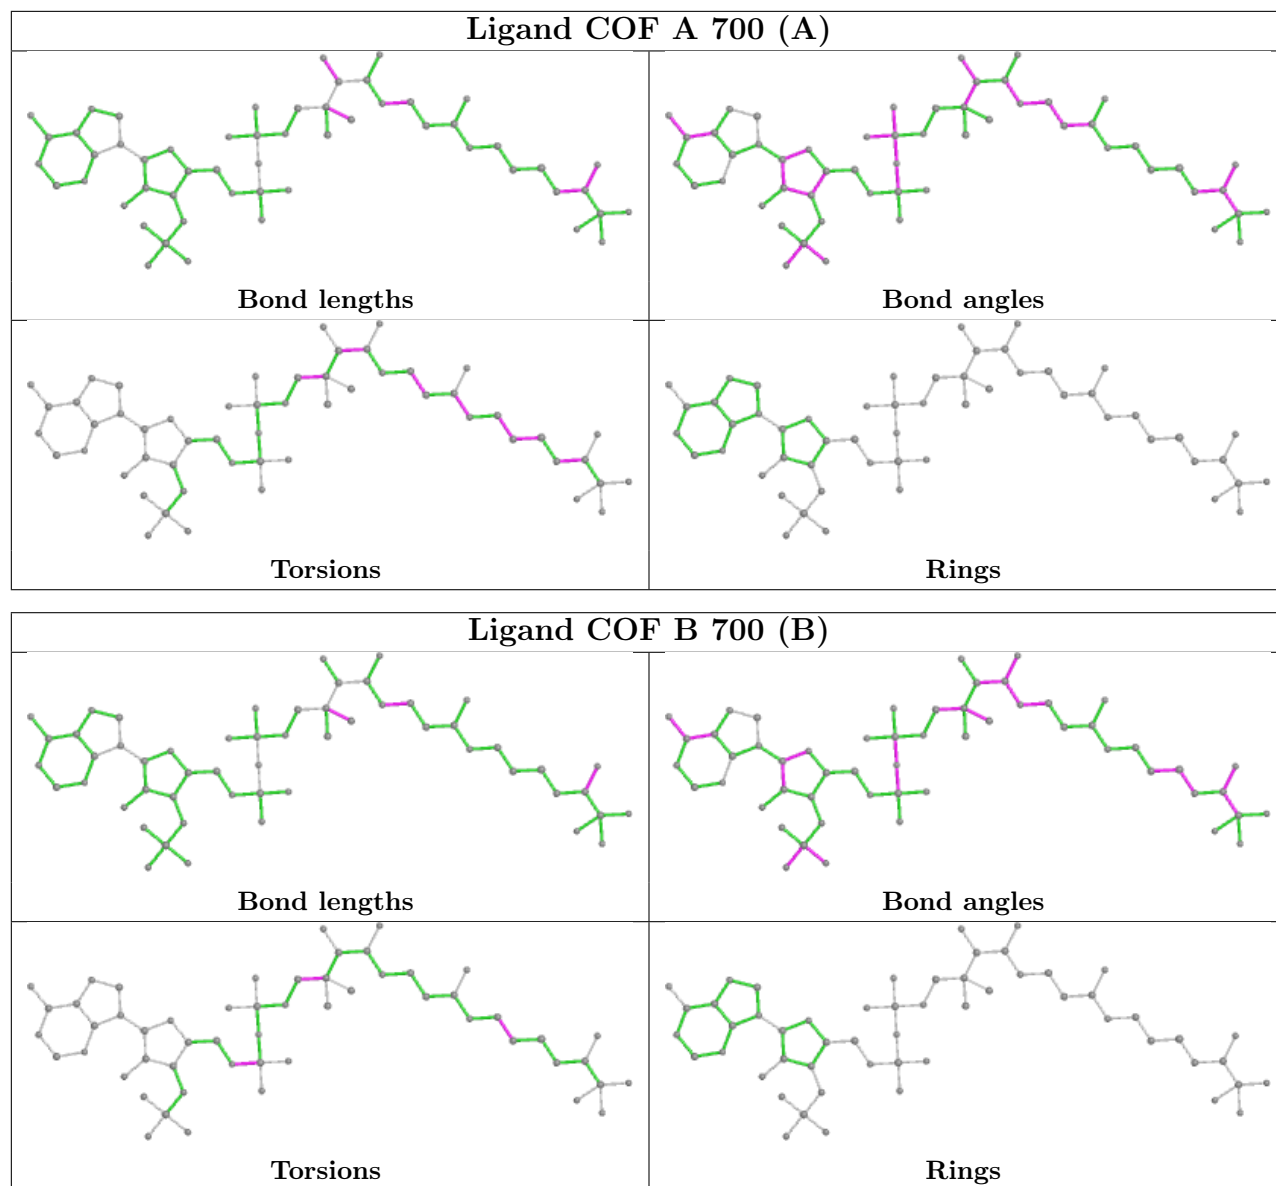 Ligand COF A 700 (A)
Bond lengths
Bond angles
Torsions
Rings
Ligand COF B 700 (B)
Bond lengths
Bond angles
Torsions
Rings